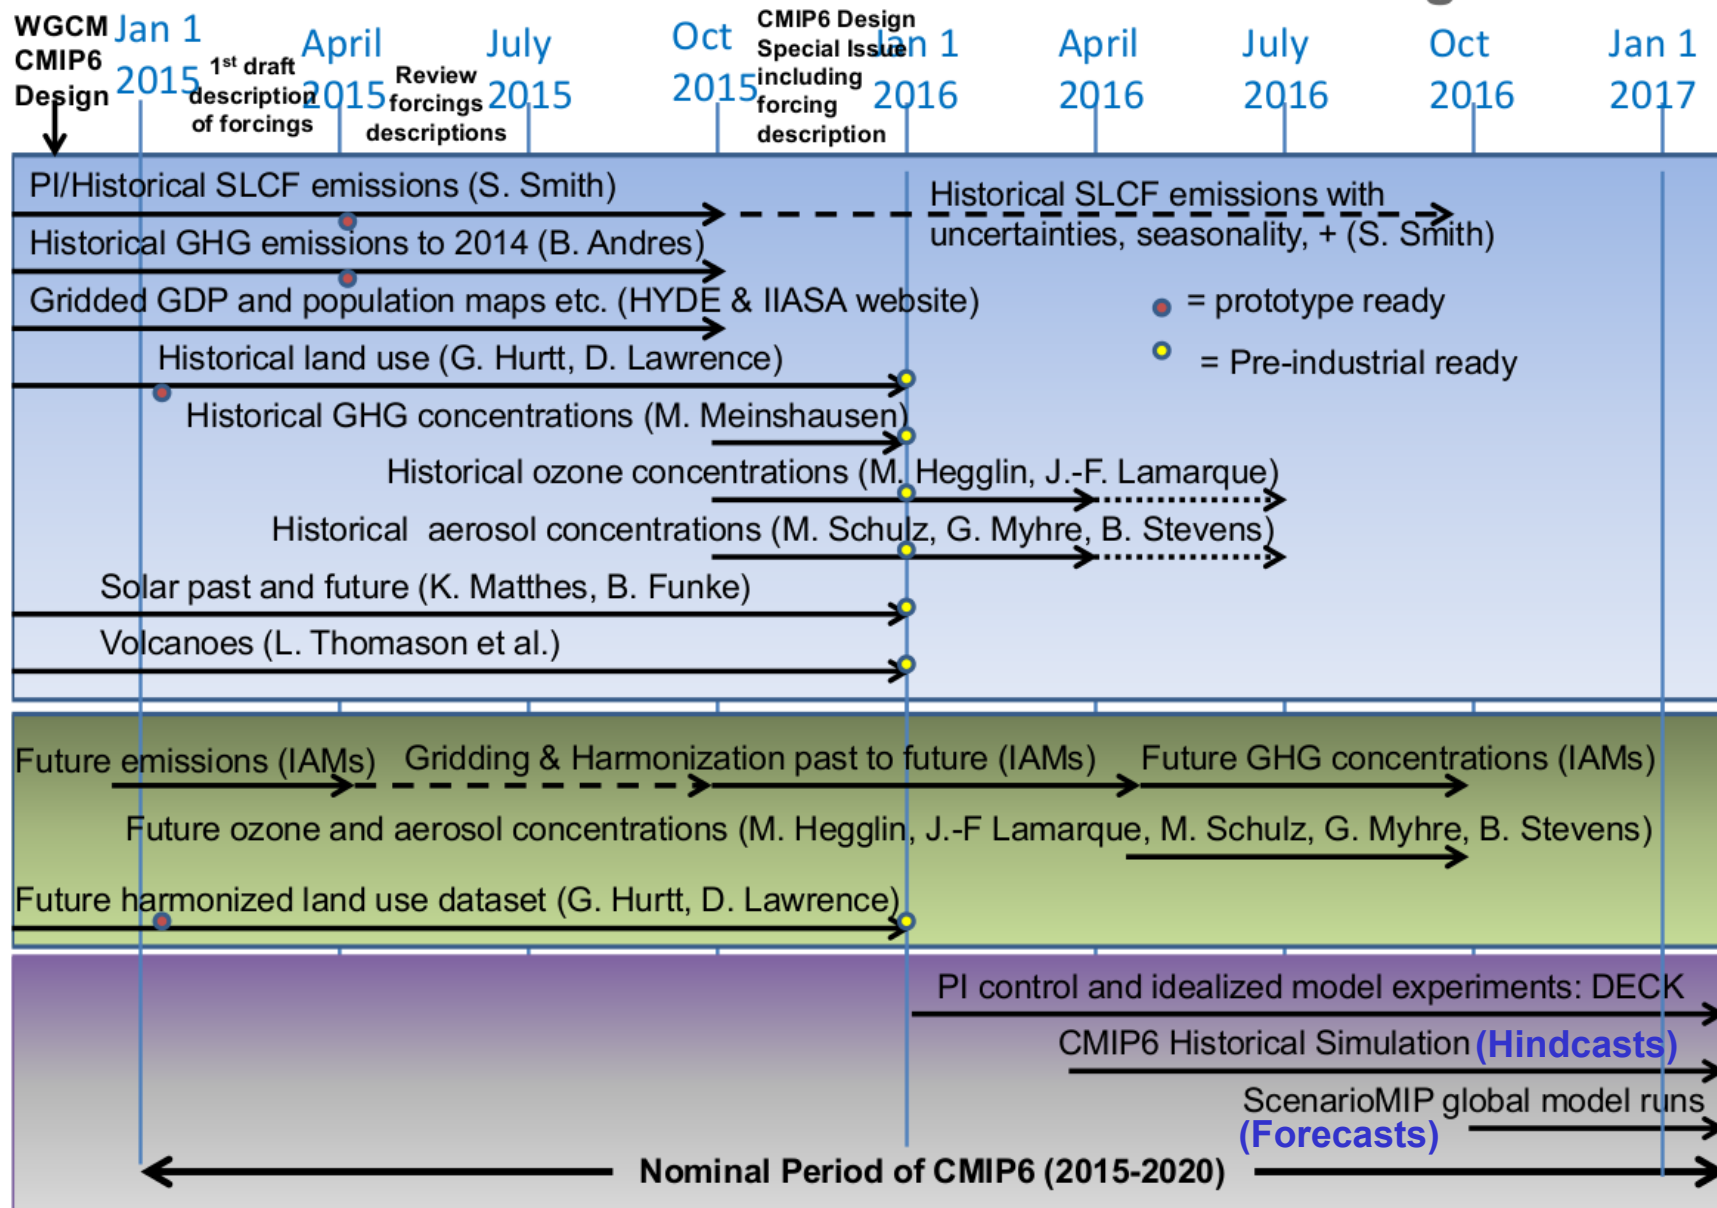 WGCM
CMIP6
Design
Jan 1
2015
1st draft
description
of forcings
April
2015
Review
forcings
descriptions
July
2015
Oct
2015
CMIP6 Design
Special Issue
including
forcing
description
Jan 1
2016
April
2016
July
2016
Oct
2016
Jan 1
2017
PI/Historical SLCF emissions (S. Smith)
Historical SLCF emissions with
uncertainties, seasonality, + (S. Smith)
Historical GHG emissions to 2014 (B. Andres)
Gridded GDP and population maps etc. (HYDE & IIASA website)
= prototype ready
Historical land use (G. Hurtt, D. Lawrence)
= Pre-industrial ready
Historical GHG concentrations (M. Meinshausen)
Historical ozone concentrations (M. Hegglin, J.-F. Lamarque)
Historical aerosol concentrations (M. Schulz, G. Myhre, B. Stevens)
Solar past and future (K. Matthes, B. Funke)
Volcanoes (L. Thomason et al.)
Future emissions (IAMs)
Gridding & Harmonization past to future (IAMs)
Future GHG concentrations (IAMs)
Future ozone and aerosol concentrations (M. Hegglin, J.-F Lamarque, M. Schulz, G. Myhre, B. Stevens)
Future harmonized land use dataset (G. Hurtt, D. Lawrence)
PI control and idealized model experiments: DECK
CMIP6 Historical Simulation (Hindcasts)
ScenarioMIP global model runs
(Forecasts)
Nominal Period of CMIP6 (2015-2020)